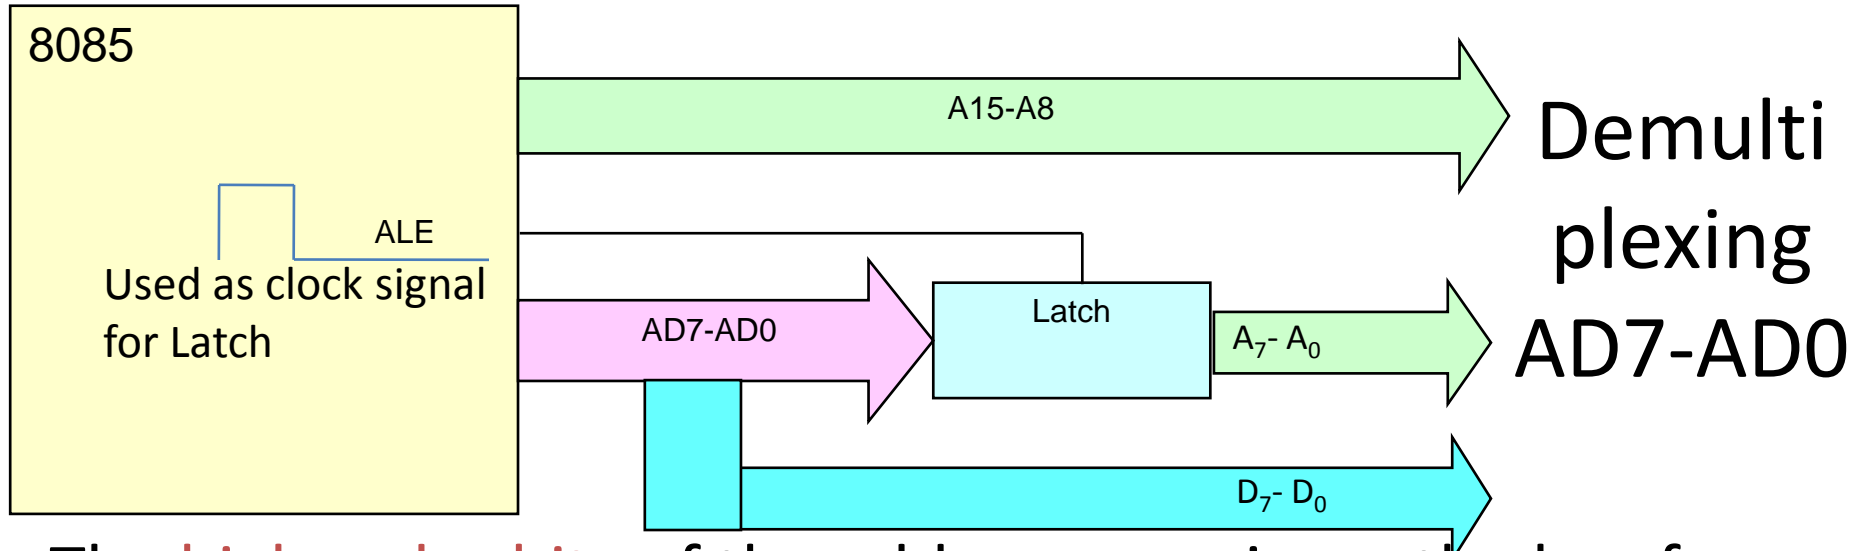 8085
A15-A8
Demulti
plexing
AD7-AD0
ALE
Used as clock signal
for Latch
AD7-AD0
Latch
A₇- A₀
D₇- D₀